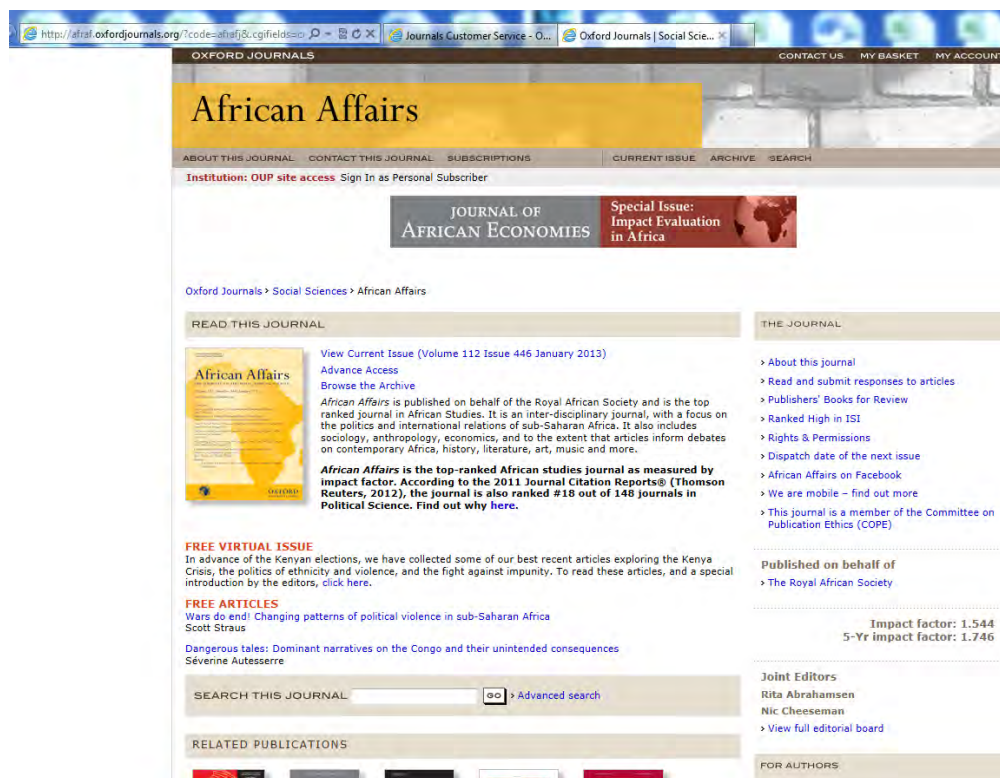 http://afraf.oxfordjournals.org/?code=afrafj&.cgifields=c
Journals Customer Service - O...
Oxford Journals | Social Scie...
OXFORD JOURNALS
CONTACT US MY BASKET MY ACCOUNT
African Affairs
ABOUT THIS JOURNAL CONTACT THIS JOURNAL SUBSCRIPTIONS CURRENT ISSUE ARCHIVE SEARCH
Institution: OUP site access Sign In as Personal Subscriber
JOURNAL OF
AFRICAN ECONOMIES
Special Issue:
Impact Evaluation
in Africa
Oxford Journals > Social Sciences > African Affairs
READ THIS JOURNAL
African Affairs
OXFORD
View Current Issue (Volume 112 Issue 446 January 2013)
Advance Access
Browse the Archive
African Affairs is published on behalf of the Royal African Society and is the top
ranked journal in African Studies. It is an inter-disciplinary journal, with a focus on
the politics and international relations of sub-Saharan Africa. It also includes
sociology, anthropology, economics, and to the extent that articles inform debates
on contemporary Africa, history, literature, art, music and more.
African Affairs is the top-ranked African studies journal as measured by
impact factor. According to the 2011 Journal Citation Reports® (Thomson
Reuters, 2012), the journal is also ranked #18 out of 148 journals in
Political Science. Find out why here.
FREE VIRTUAL ISSUE
In advance of the Kenyan elections, we have collected some of our best recent articles exploring the Kenya
Crisis, the politics of ethnicity and violence, and the fight against impunity. To read these articles, and a special
introduction by the editors, click here.
FREE ARTICLES
Wars do end! Changing patterns of political violence in sub-Saharan Africa
Scott Straus
Dangerous tales: Dominant narratives on the Congo and their unintended consequences
Séverine Autesserre
SEARCH THIS JOURNAL GO > Advanced search
RELATED PUBLICATIONS
THE JOURNAL
> About this journal
> Read and submit responses to articles
> Publishers' Books for Review
> Ranked High in ISI
> Rights & Permissions
> Dispatch date of the next issue
> African Affairs on Facebook
> We are mobile – find out more
> This journal is a member of the Committee on
Publication Ethics (COPE)
Published on behalf of
> The Royal African Society
Impact factor: 1.544
5-Yr impact factor: 1.746
Joint Editors
Rita Abrahamsen
Nic Cheeseman
> View full editorial board
FOR AUTHORS